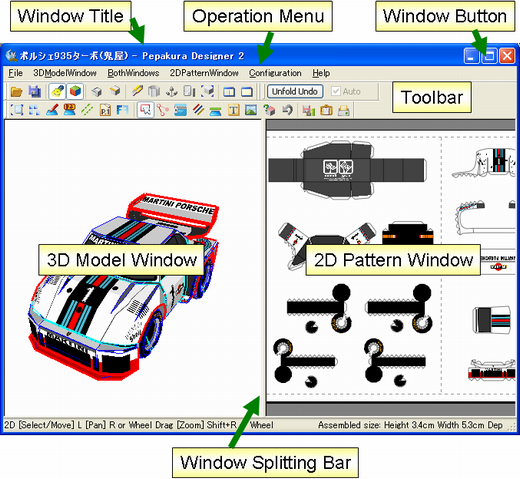 Window Title
Operation Menu
Window Button
ポルシェ935ターボ(鬼屋) - Pepakura Designer 2
File 3DModelWindow BothWindows 2DPatternWindow Configuration Help
Unfold Undo Auto
Toolbar
MARTINI PORSCHE
3D Model Window
2D Pattern Window
1
MARTINI
2D [Select/Move] L [Pan] R or Wheel Drag [Zoom] Shift+R Wheel
Assembled size: Height 3.4cm Width 5.3cm Dep
Window Splitting Bar